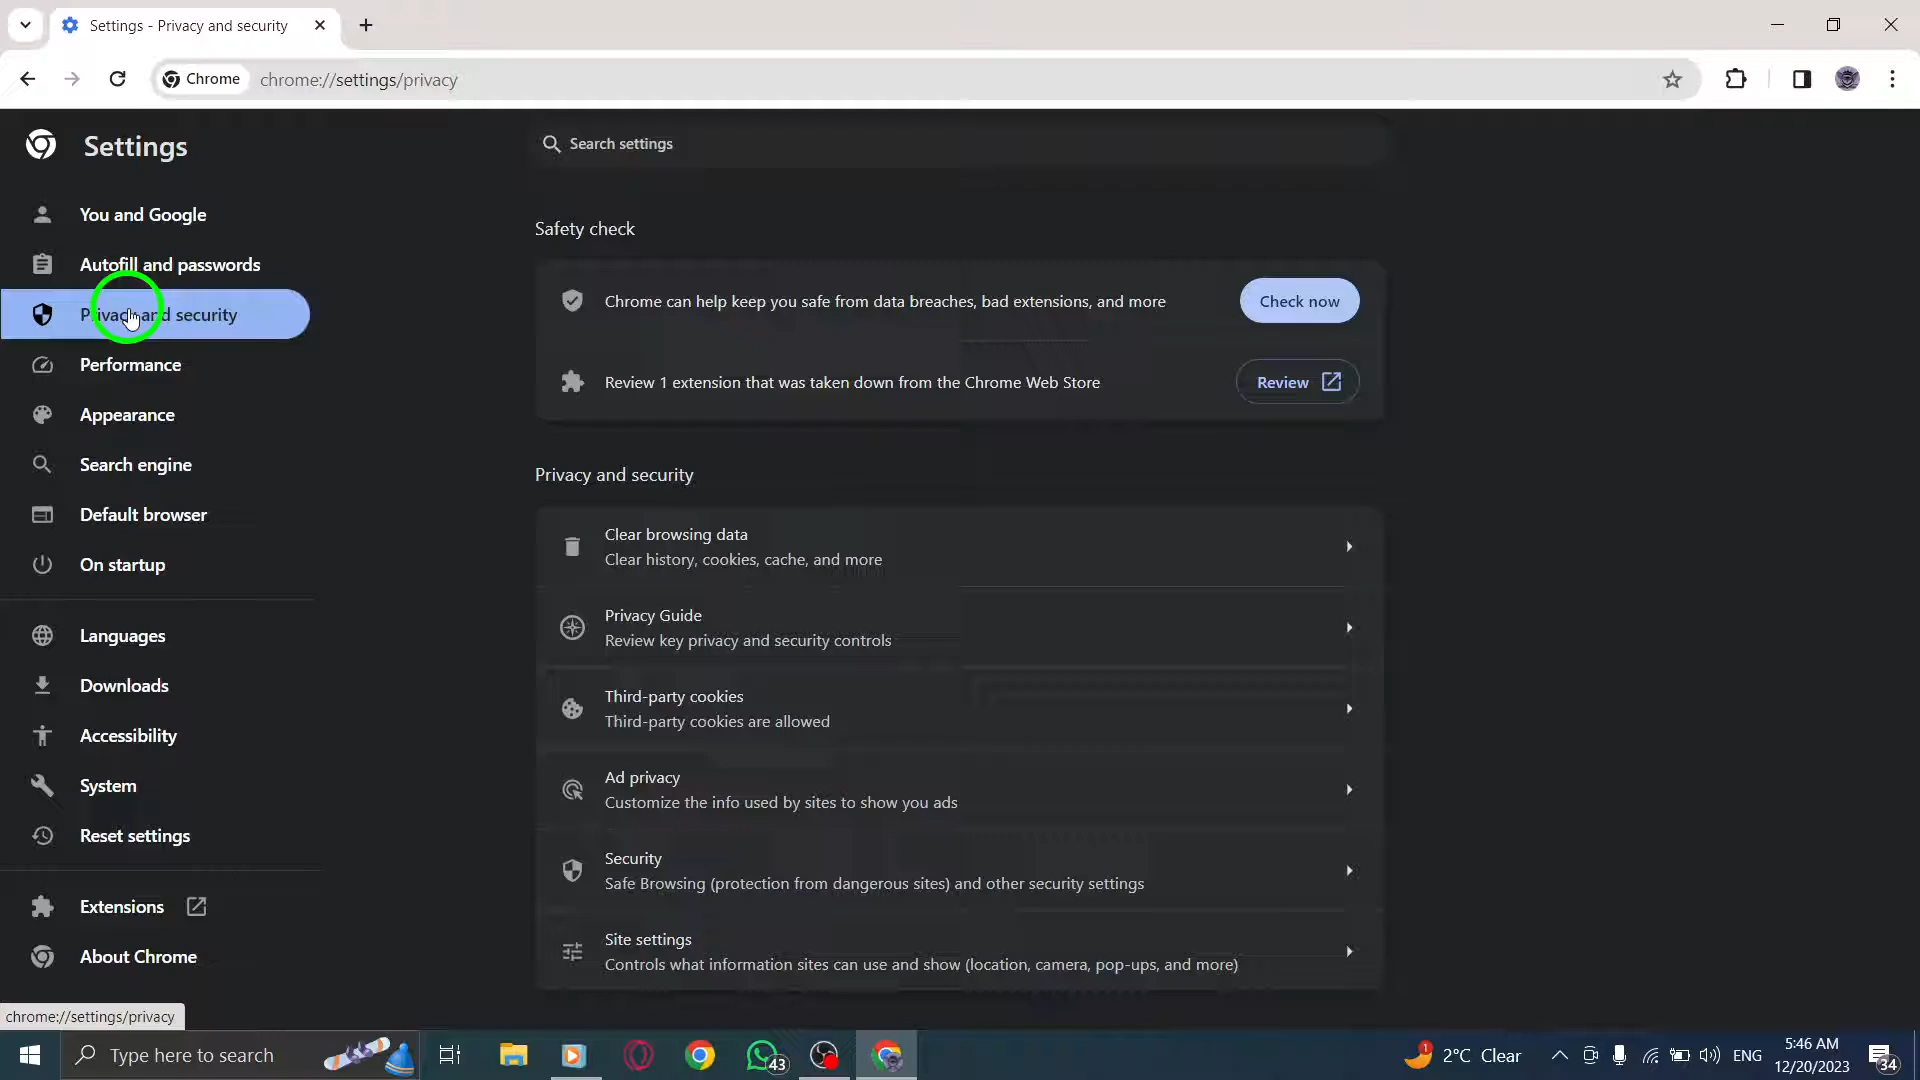 Settings - Privacy and security
Chrome
chrome://settings/privacy
Settings
Search settings
You and Google
Autofill and passwords
Privacy and security
Performance
Appearance
Search engine
Default browser
On startup
Languages
Downloads
Accessibility
System
Reset settings
Extensions
About Chrome
Safety check
Chrome can help keep you safe from data breaches, bad extensions, and more
Check now
Review 1 extension that was taken down from the Chrome Web Store
Review
Privacy and security
Clear browsing data
Clear history, cookies, cache, and more
Privacy Guide
Review key privacy and security controls
Third-party cookies
Third-party cookies are allowed
Ad privacy
Customize the info used by sites to show you ads
Security
Safe Browsing (protection from dangerous sites) and other security settings
Site settings
Controls what information sites can use and show (location, camera, pop-ups, and more)
chrome://settings/privacy
Type here to search
43
1
2°C Clear
ENG
5:46 AM
12/20/2023
34